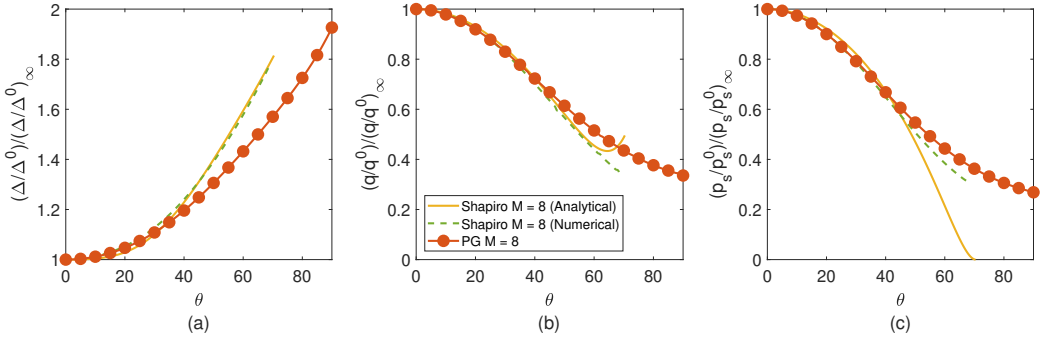 (Δ/Δ⁰)/(Δ/Δ⁰)∞
2
1.8
1.6
1.4
1.2
1
0 20 40 60 80
θ
(a)
(q/q⁰)/(q/q⁰)∞
1
0.8
0.6
0.4
0.2
0
Shapiro M = 8 (Analytical)
Shapiro M = 8 (Numerical)
PG M = 8
0 20 40 60 80
θ
(b)
(pₛ/pₛ⁰)/(pₛ/pₛ⁰)∞
1
0.8
0.6
0.4
0.2
0
0 20 40 60 80
θ
(c)